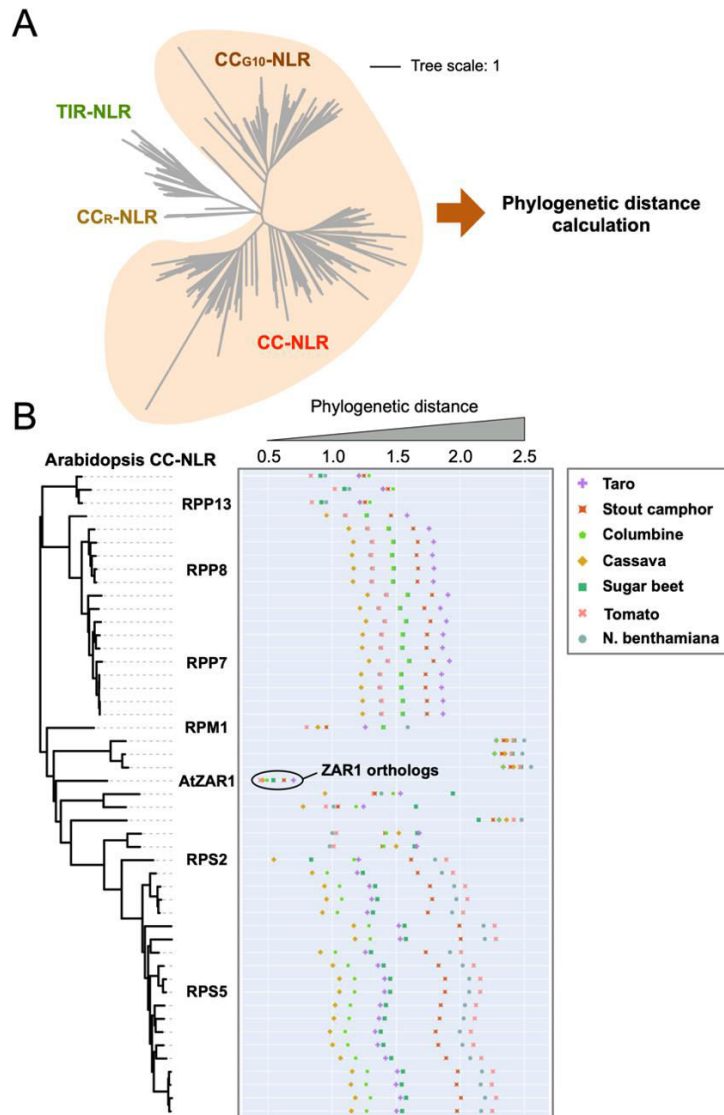 A
CCG10-NLR
Tree scale: 1
TIR-NLR
CCR-NLR
Phylogenetic distance
calculation
CC-NLR
B
Phylogenetic distance
Arabidopsis CC-NLR
0.5 1.0 1.5 2.0 2.5
RPP13
RPP8
RPP7
RPM1
AtZAR1
ZAR1 orthologs
RPS2
RPS5
Taro
Stout camphor
Columbine
Cassava
Sugar beet
Tomato
N. benthamiana